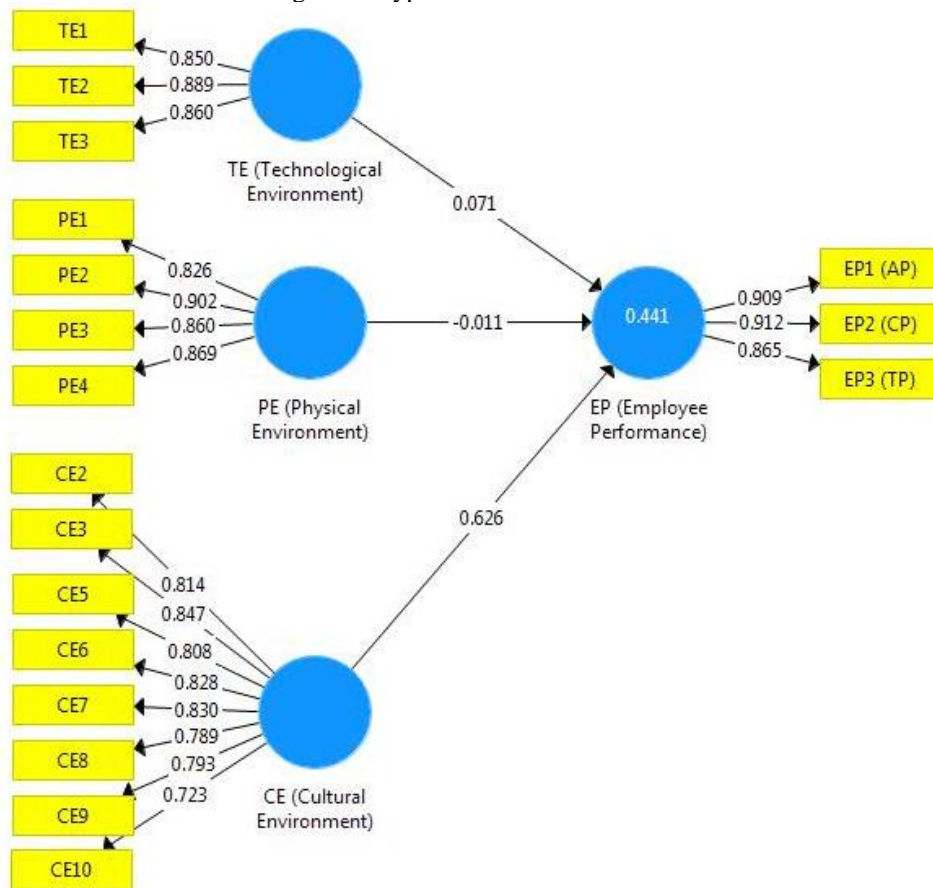 TE1
0.850
TE2
0.889
TE3
0.860
TE (Technological
Environment)
0.071
PE1
0.826
PE2
0.902
PE3
0.860
PE4
0.869
PE (Physical
Environment)
-0.011
0.441
EP (Employee
Performance)
0.909
EP1 (AP)
0.912
EP2 (CP)
0.865
EP3 (TP)
0.626
CE2
0.814
CE3
0.847
CE5
0.808
CE6
0.828
CE7
0.830
CE8
0.789
CE9
0.793
CE10
0.723
CE (Cultural
Environment)